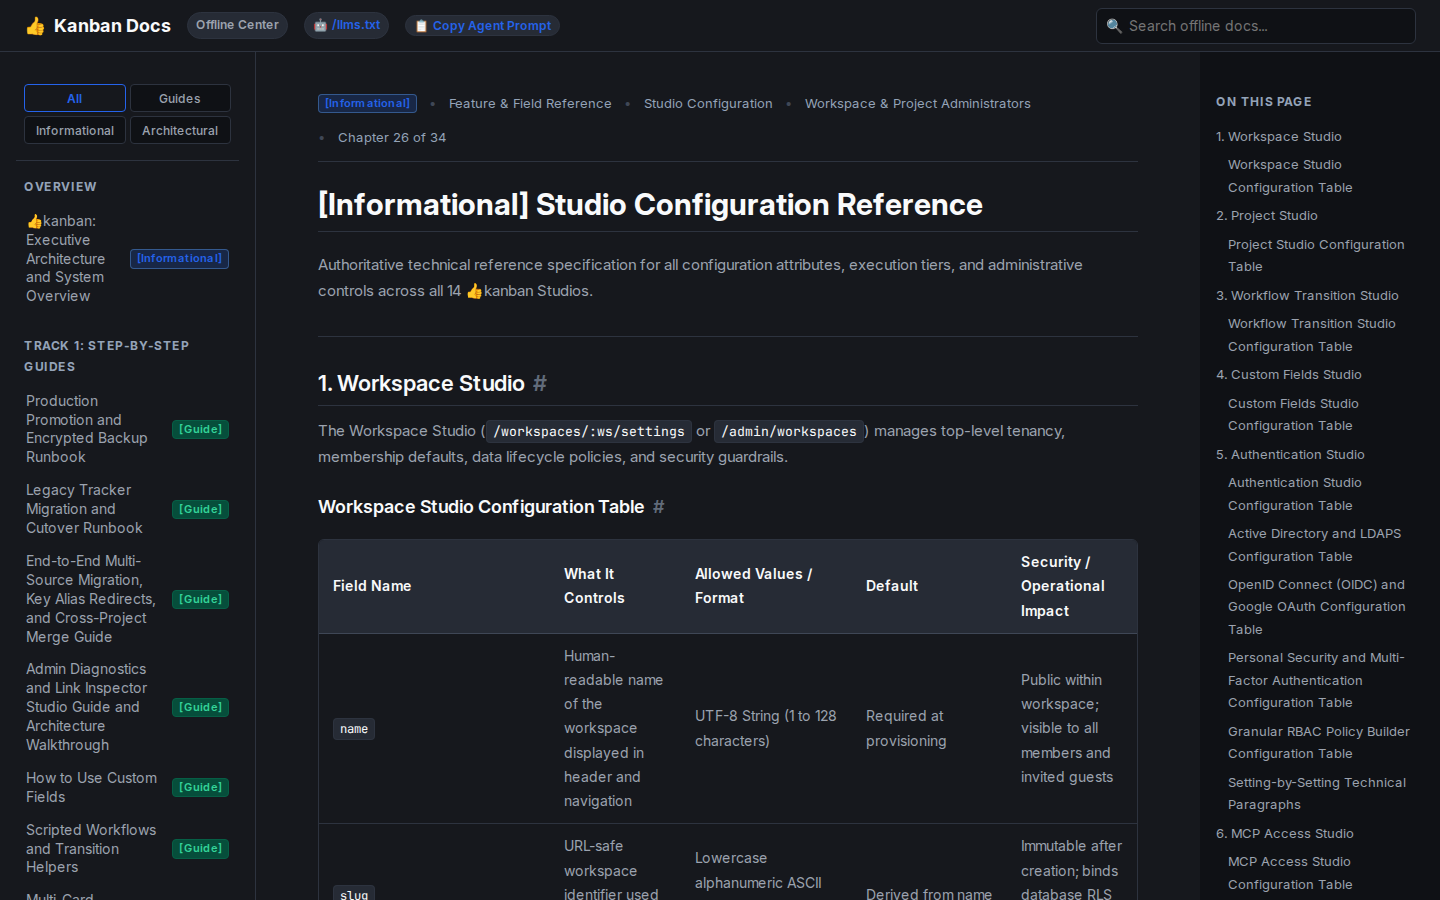 👍 Kanban Docs
Offline Center
🤖 /llms.txt
📋 Copy Agent Prompt
🔍 Search offline docs...
All
Guides
Informational
Architectural
OVERVIEW
👍kanban:
Executive
Architecture
and System
Overview
[Informational]
TRACK 1: STEP-BY-STEP
GUIDES
Production
Promotion and
Encrypted Backup
Runbook
[Guide]
Legacy Tracker
Migration and
Cutover Runbook
[Guide]
End-to-End Multi-
Source Migration,
Key Alias Redirects,
and Cross-Project
Merge Guide
[Guide]
Admin Diagnostics
and Link Inspector
Studio Guide and
Architecture
Walkthrough
[Guide]
How to Use Custom
Fields
[Guide]
Scripted Workflows
and Transition
Helpers
[Guide]
Multi-Card
[Informational] • Feature & Field Reference • Studio Configuration • Workspace & Project Administrators
• Chapter 26 of 34
[Informational] Studio Configuration Reference
Authoritative technical reference specification for all configuration attributes, execution tiers, and administrative
controls across all 14 👍kanban Studios.
1. Workspace Studio #
The Workspace Studio ( /workspaces/:ws/settings or /admin/workspaces ) manages top-level tenancy,
membership defaults, data lifecycle policies, and security guardrails.
Workspace Studio Configuration Table #
Field Name
What It
Controls
Allowed Values /
Format
Default
Security /
Operational
Impact
name
Human-
readable name
of the
workspace
displayed in
header and
navigation
UTF-8 String (1 to 128
characters)
Required at
provisioning
Public within
workspace;
visible to all
members and
invited guests
slug
URL-safe
workspace
identifier used
Lowercase
alphanumeric ASCII
Derived from name
Immutable after
creation; binds
database RLS
ON THIS PAGE
1. Workspace Studio
Workspace Studio
Configuration Table
2. Project Studio
Project Studio Configuration
Table
3. Workflow Transition Studio
Workflow Transition Studio
Configuration Table
4. Custom Fields Studio
Custom Fields Studio
Configuration Table
5. Authentication Studio
Authentication Studio
Configuration Table
Active Directory and LDAPS
Configuration Table
OpenID Connect (OIDC) and
Google OAuth Configuration
Table
Personal Security and Multi-
Factor Authentication
Configuration Table
Granular RBAC Policy Builder
Configuration Table
Setting-by-Setting Technical
Paragraphs
6. MCP Access Studio
MCP Access Studio
Configuration Table